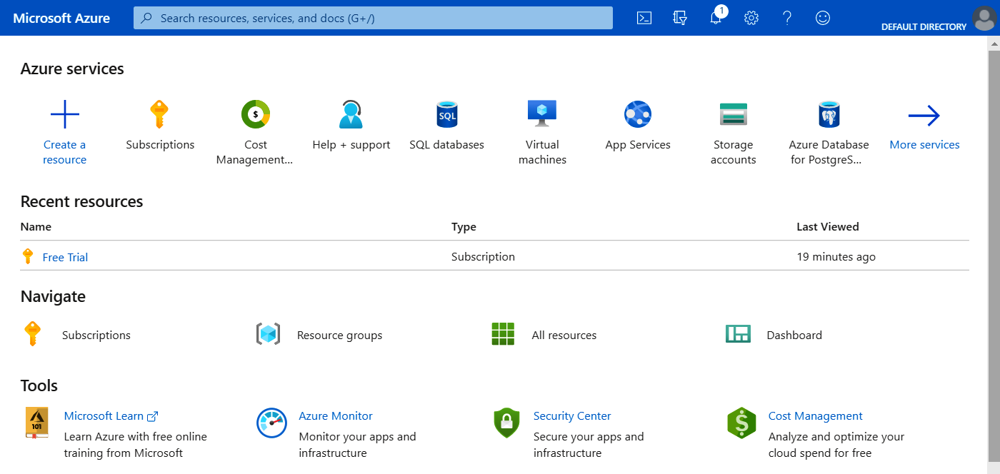 Microsoft Azure
Search resources, services, and docs (G+/)
1
DEFAULT DIRECTORY
Azure services
Create a
resource
Subscriptions
Cost
Management...
Help + support
SQL
SQL databases
Virtual
machines
App Services
Storage
accounts
Azure Database
for PostgreS...
More services
Recent resources
Name Type Last Viewed
Free Trial Subscription 19 minutes ago
Navigate
Subscriptions Resource groups All resources Dashboard
Tools
101
Microsoft Learn
Learn Azure with free online
training from Microsoft
Azure Monitor
Monitor your apps and
infrastructure
Security Center
Secure your apps and
infrastructure
$
Cost Management
Analyze and optimize your
cloud spend for free